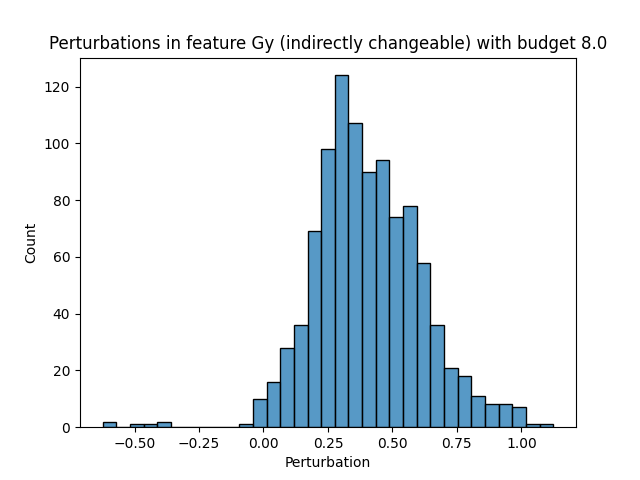 Perturbations in feature Gy (indirectly changeable) with budget 8.0
120
100
80
60
40
20
0
Count
−0.50 −0.25 0.00 0.25 0.50 0.75 1.00
Perturbation